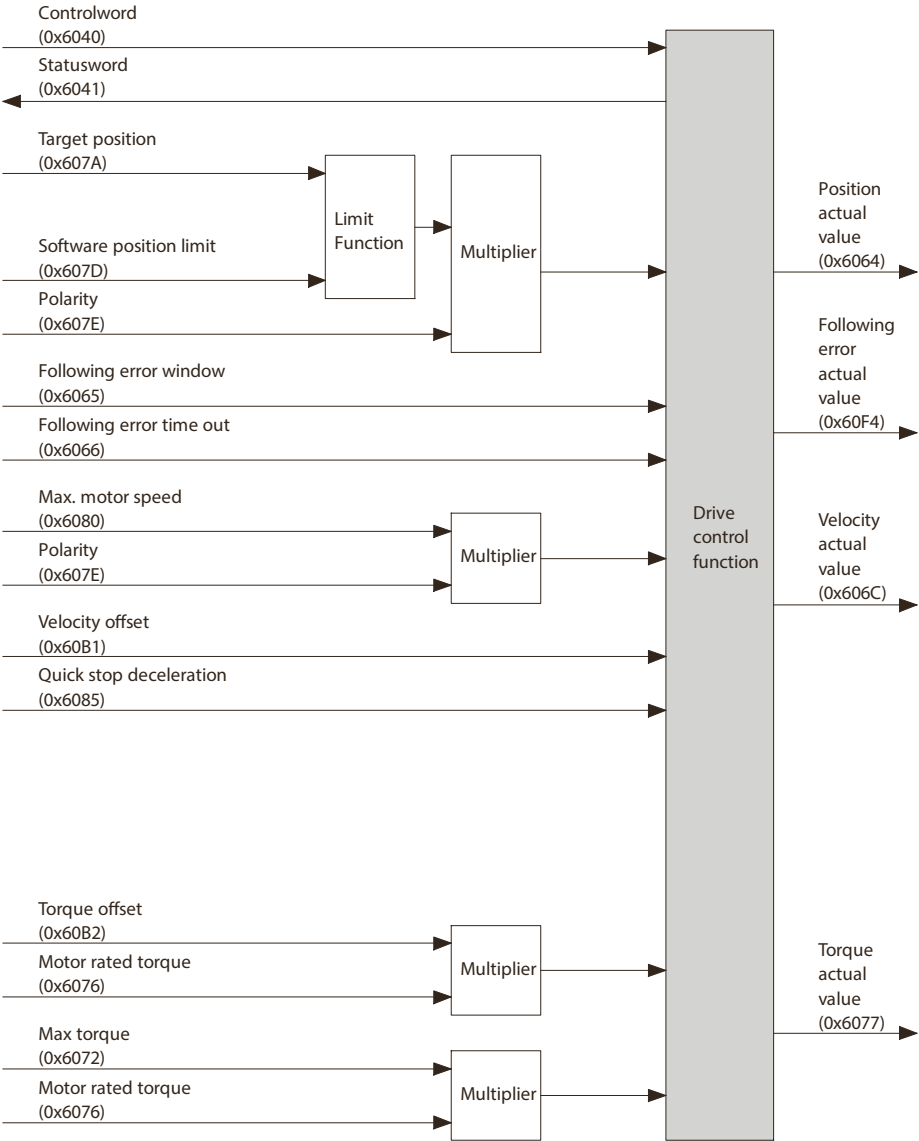 Controlword
(0x6040)
Statusword
(0x6041)
Target position
(0x607A)
Limit
Function
Multiplier
Software position limit
(0x607D)
Polarity
(0x607E)
Following error window
(0x6065)
Following error time out
(0x6066)
Max. motor speed
(0x6080)
Polarity
(0x607E)
Multiplier
Velocity offset
(0x60B1)
Quick stop deceleration
(0x6085)
Torque offset
(0x60B2)
Motor rated torque
(0x6076)
Multiplier
Max torque
(0x6072)
Motor rated torque
(0x6076)
Multiplier
Drive
control
function
Position
actual
value
(0x6064)
Following
error
actual
value
(0x60F4)
Velocity
actual
value
(0x606C)
Torque
actual
value
(0x6077)